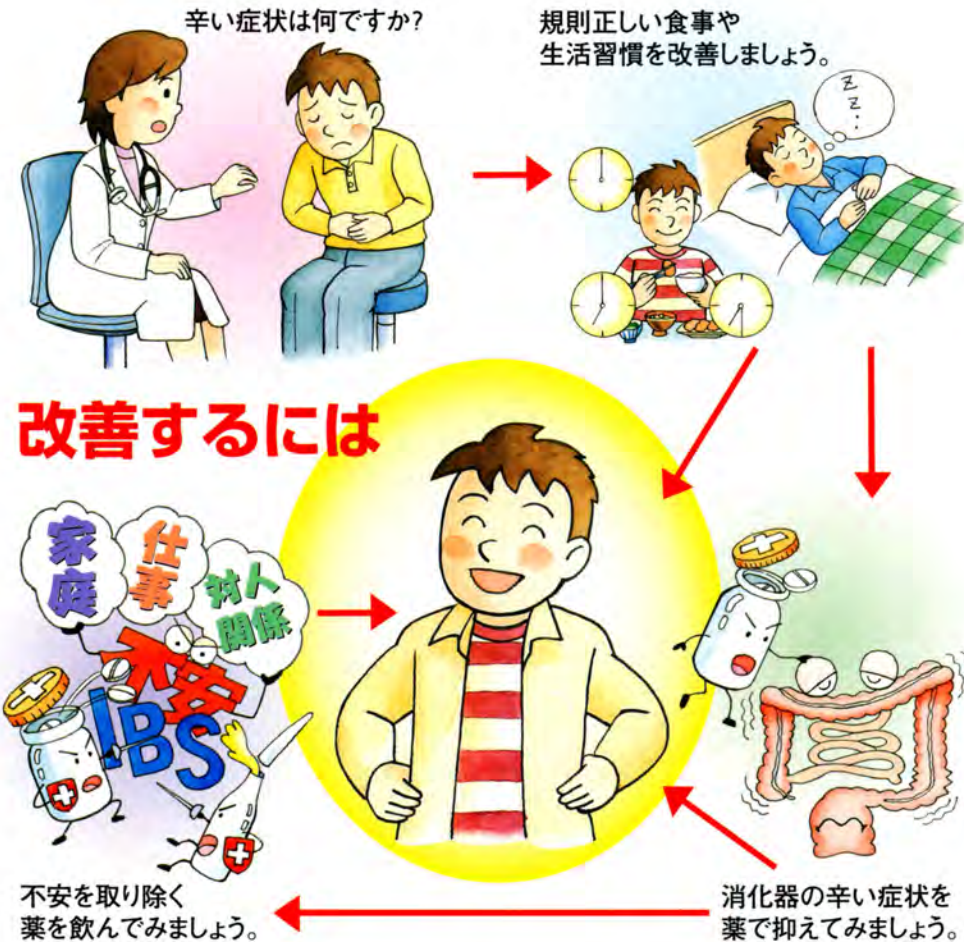 辛い症状は何ですか?
規則正しい食事や
生活習慣を改善しましょう。
Z
Z
改善するには
家庭
仕事
対人
関係
不安
IBS
不安を取り除く
薬を飲んでみましょう。
消化器の辛い症状を
薬で抑えてみましょう。